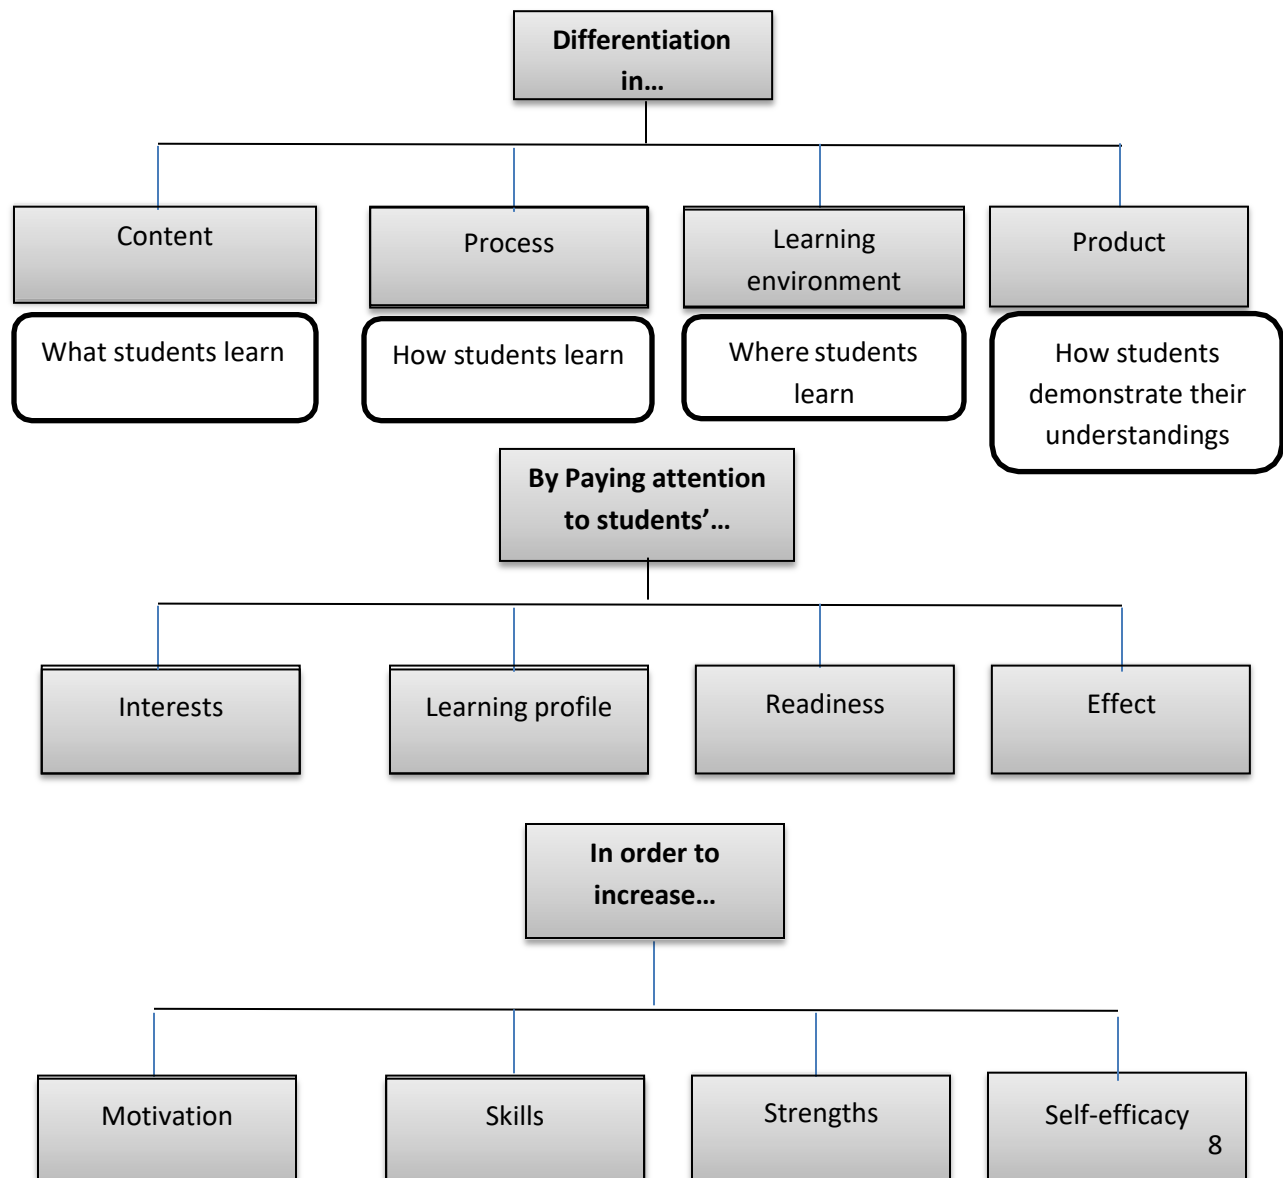 Differentiation
in…
Content
Process
Learning
environment
Product
What students learn
How students learn
Where students
learn
How students
demonstrate their
understandings
By Paying attention
to students’…
Interests
Learning profile
Readiness
Effect
In order to
increase…
Motivation
Skills
Strengths
Self-efficacy
8